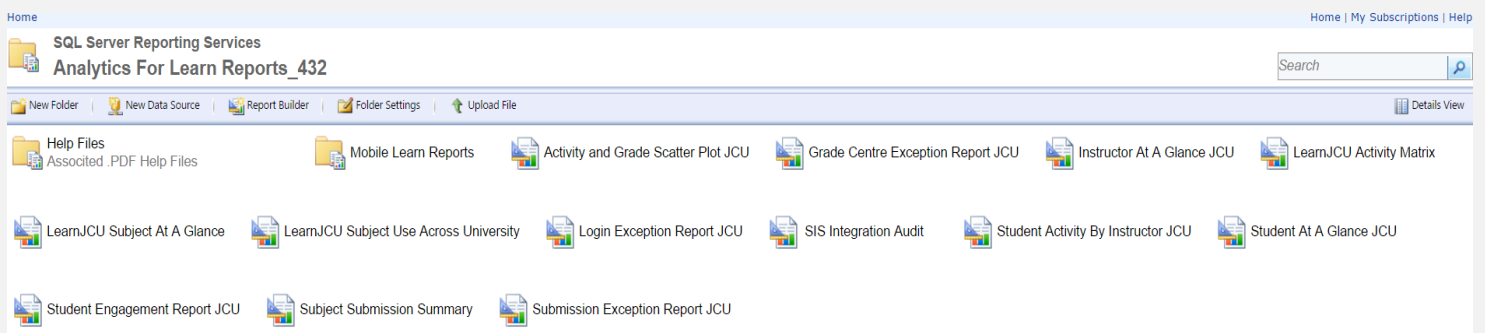 Home
Home | My Subscriptions | Help
SQL Server Reporting Services
Analytics For Learn Reports_432
Search
New Folder | New Data Source | Report Builder | Folder Settings | Upload File
Details View
Help Files
Associted .PDF Help Files
Mobile Learn Reports
Activity and Grade Scatter Plot JCU
Grade Centre Exception Report JCU
Instructor At A Glance JCU
LearnJCU Activity Matrix
LearnJCU Subject At A Glance
LearnJCU Subject Use Across University
Login Exception Report JCU
SIS Integration Audit
Student Activity By Instructor JCU
Student At A Glance JCU
Student Engagement Report JCU
Subject Submission Summary
Submission Exception Report JCU